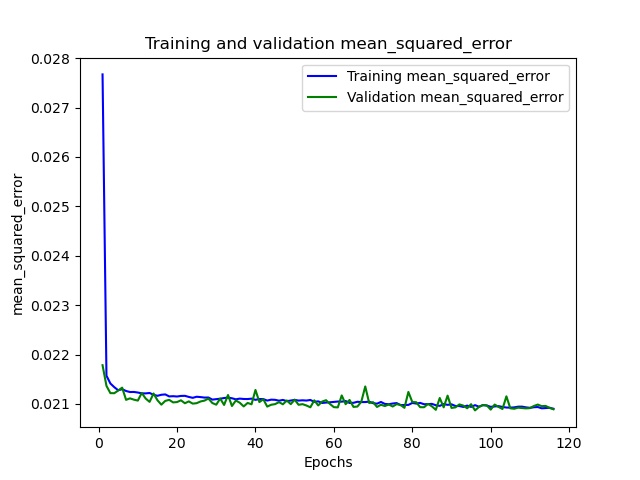 Training and validation mean_squared_error
0.028
0.027
0.026
0.025
0.024
0.023
0.022
0.021
mean_squared_error
Training mean_squared_error
Validation mean_squared_error
0 20 40 60 80 100 120
Epochs